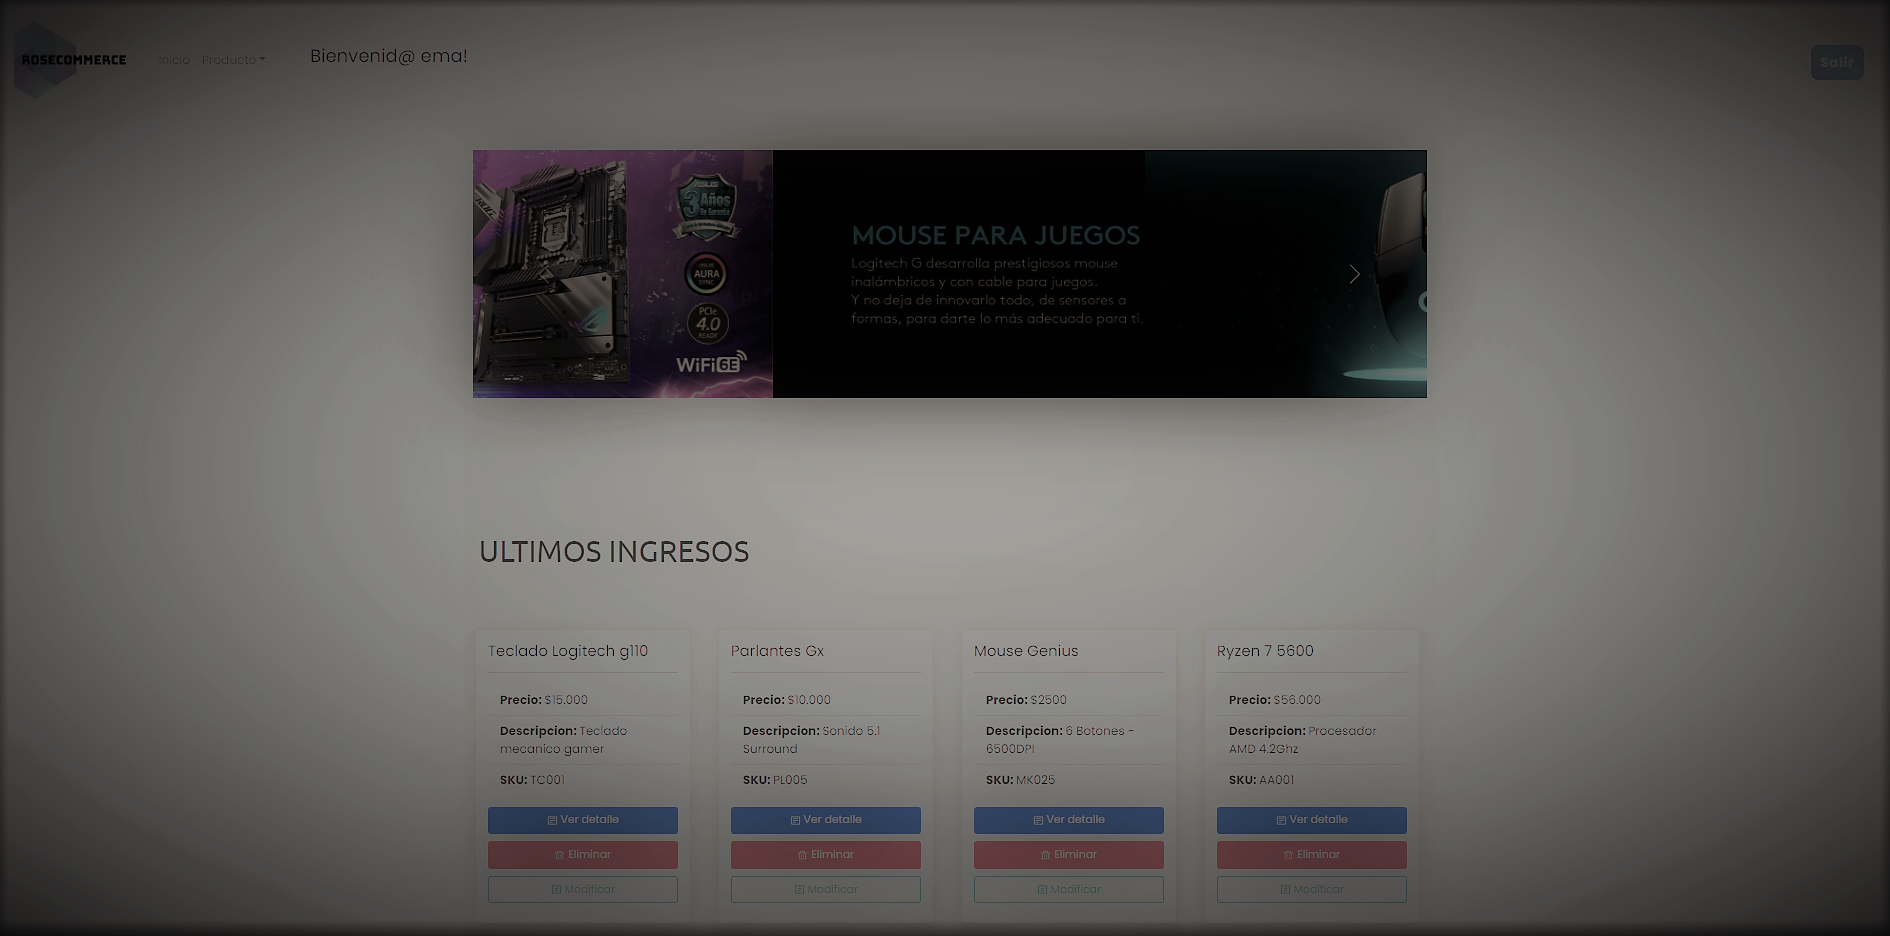 ROSECOMMERCE
Inicio Producto
Bienvenid@ ema!
Salir
ASUS
3 Años
De Garantía
AURA
SYNC
PCIe
4.0
READY
WiFi 6E
MOUSE PARA JUEGOS
Logitech G desarrolla prestigiosos mouse
inalámbricos y con cable para juegos.
Y no deja de innovarlo todo, de sensores a
formas, para darte lo más adecuado para ti.
ULTIMOS INGRESOS
Teclado Logitech g110
Precio: $15.000
Descripcion: Teclado
mecanico gamer
SKU: TC001
Ver detalle
Eliminar
Modificar
Parlantes Gx
Precio: $10.000
Descripcion: Sonido 5.1
Surround
SKU: PL005
Ver detalle
Eliminar
Modificar
Mouse Genius
Precio: $2500
Descripcion: 6 Botones -
6500DPI
SKU: MK025
Ver detalle
Eliminar
Modificar
Ryzen 7 5600
Precio: $56.000
Descripcion: Procesador
AMD 4.2Ghz
SKU: AA001
Ver detalle
Eliminar
Modificar